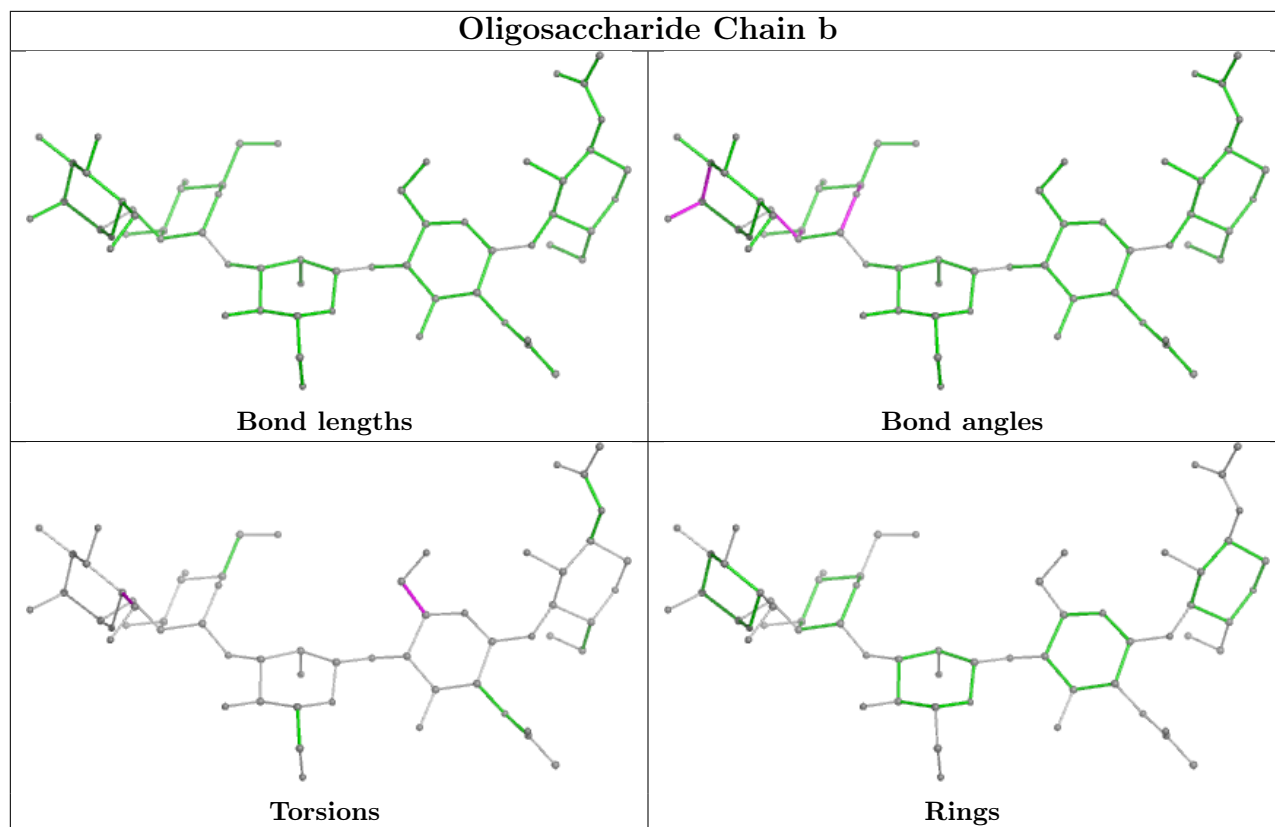 Oligosaccharide Chain b
Bond lengths
Bond angles
Torsions
Rings